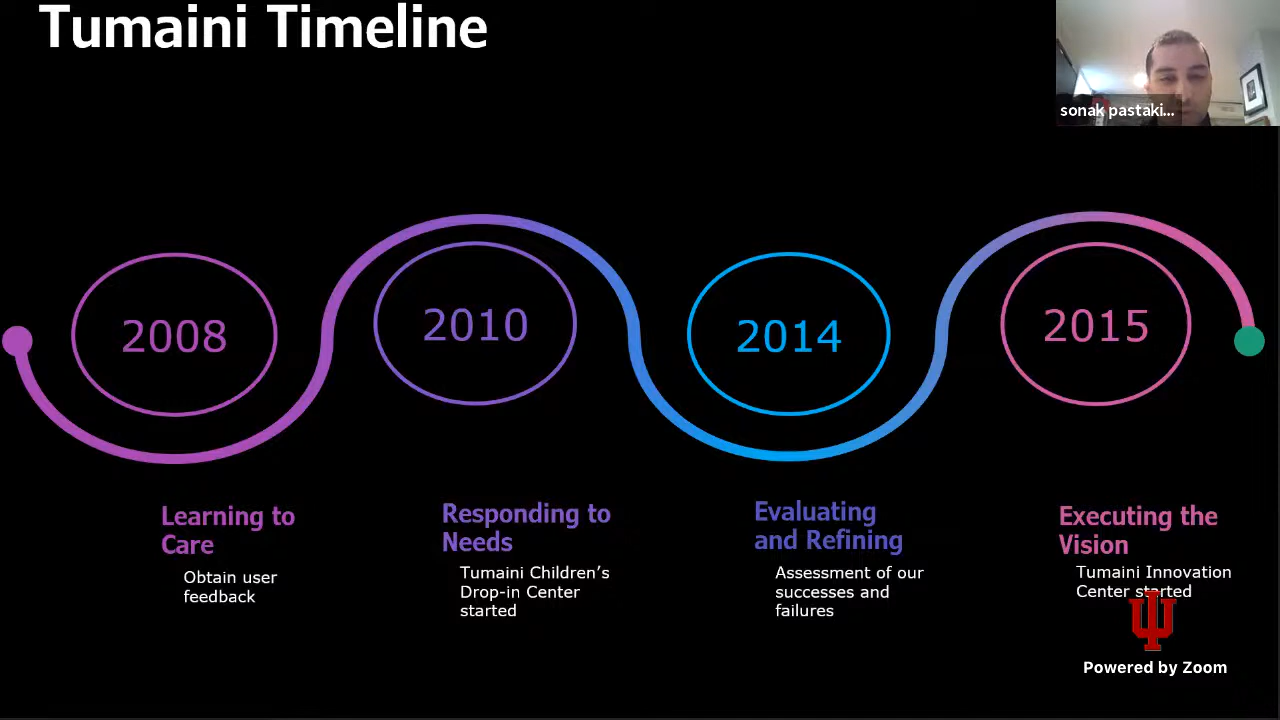 Tumaini Timeline
sonak pastaki...
2008
2010
2014
2015
Learning to
Care
Obtain user
feedback
Responding to
Needs
Tumaini Children’s
Drop-in Center
started
Evaluating
and Refining
Assessment of our
successes and
failures
Executing the
Vision
Tumaini Innovation
Center started
Powered by Zoom